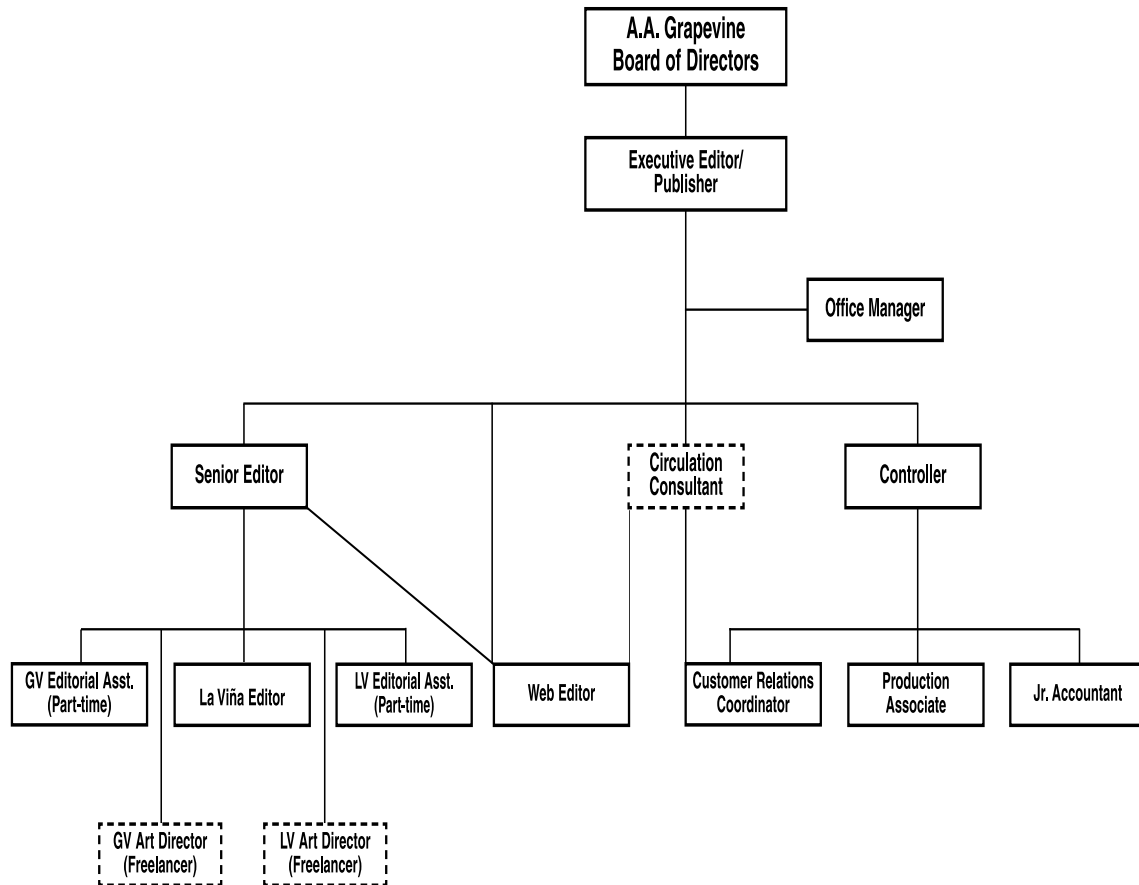 A.A. Grapevine
Board of Directors
Executive Editor/
Publisher
Office Manager
Senior Editor
Circulation
Consultant
Controller
GV Editorial Asst.
(Part-time)
La Viña Editor
LV Editorial Asst.
(Part-time)
Web Editor
Customer Relations
Coordinator
Production
Associate
Jr. Accountant
GV Art Director
(Freelancer)
LV Art Director
(Freelancer)